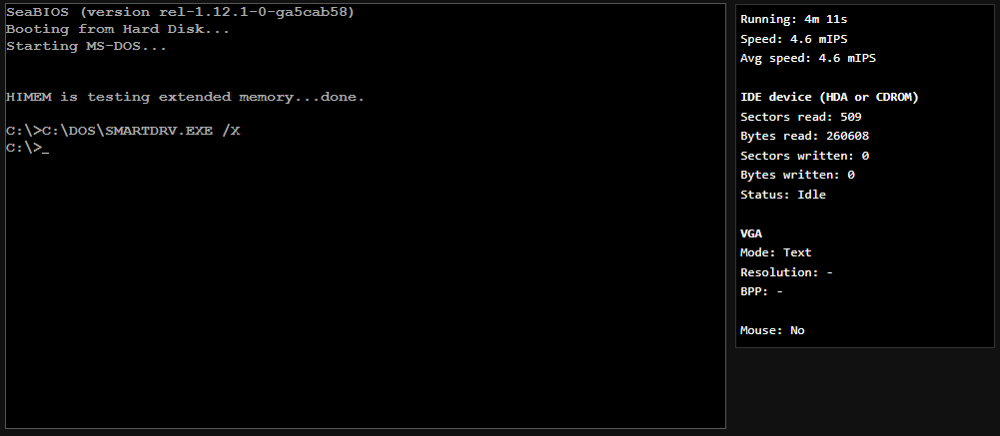 SeaBIOS (version rel-1.12.1-0-ga5cab58)
Booting from Hard Disk...
Starting MS-DOS...
HIMEM is testing extended memory...done.
C:\>C:\DOS\SMARTDRV.EXE /X
C:\>_
Running: 4m 11s
Speed: 4.6 mIPS
Avg speed: 4.6 mIPS
IDE device (HDA or CDROM)
Sectors read: 509
Bytes read: 260608
Sectors written: 0
Bytes written: 0
Status: Idle
VGA
Mode: Text
Resolution: -
BPP: -
Mouse: No